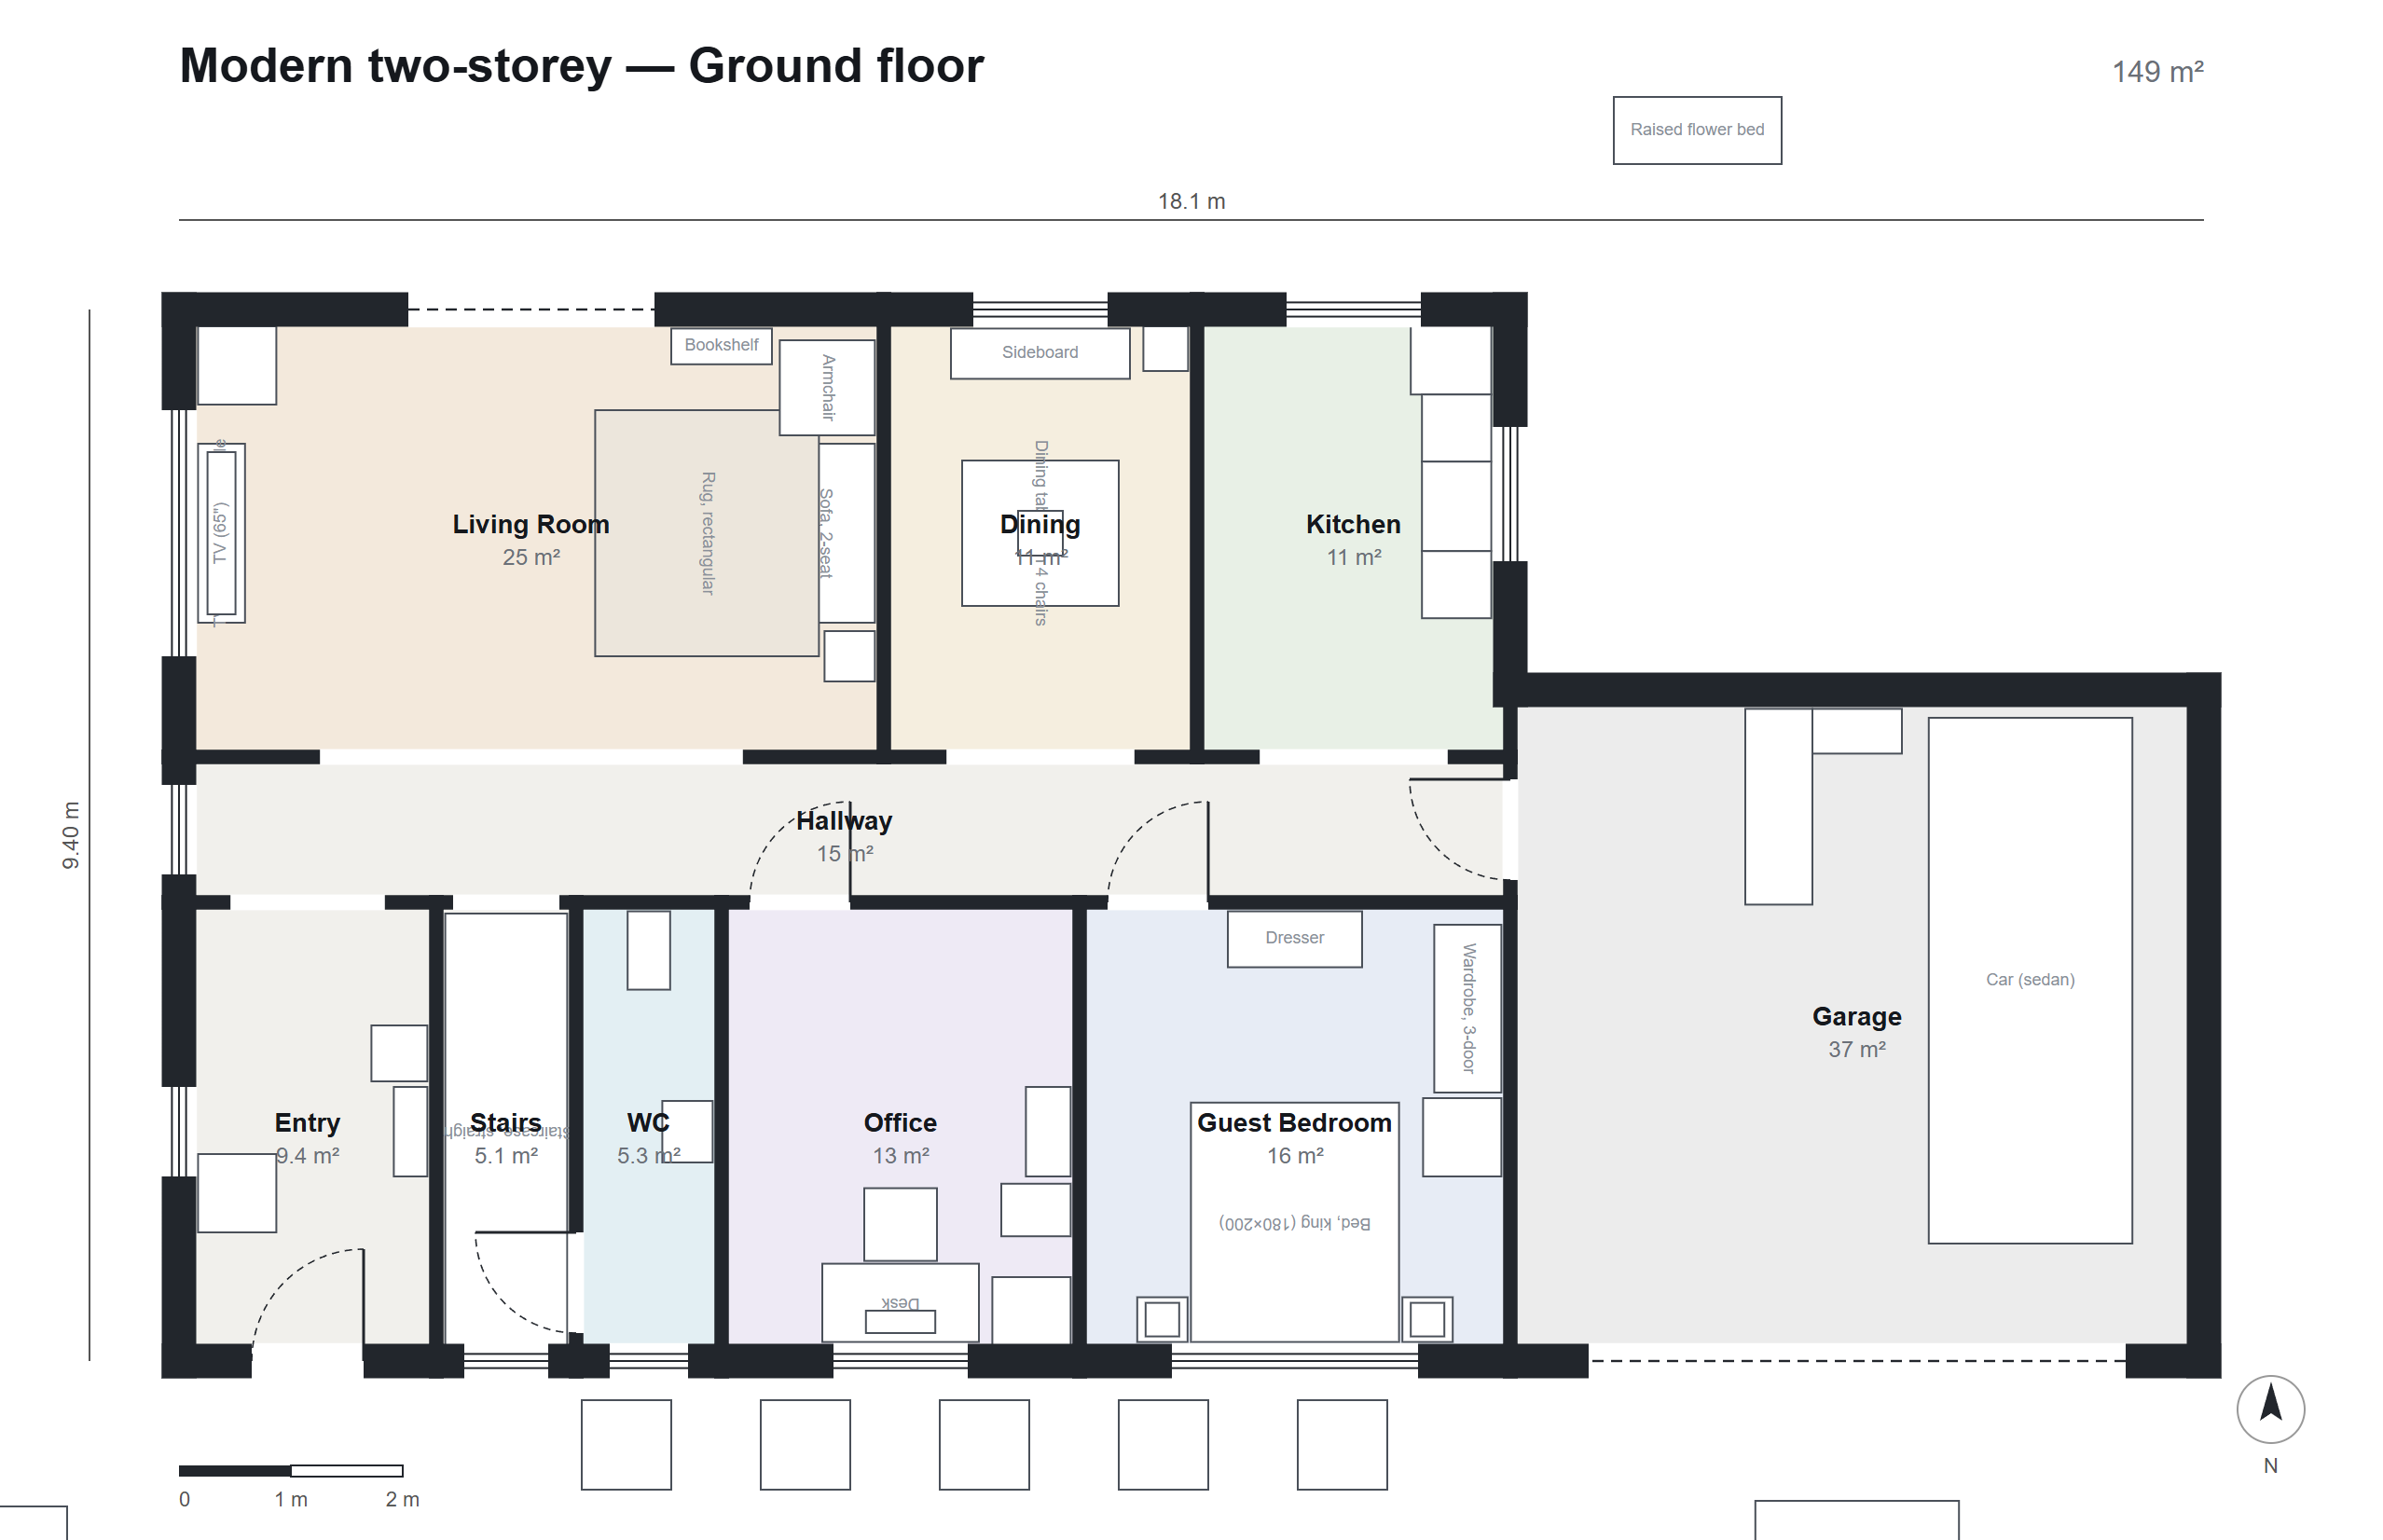 Modern two-storey — Ground floor
149 m²
Raised flower bed
18.1 m
9.40 m
Bookshelf
Armchair
Sideboard
TV (65")
Living Room
25 m²
Rug, rectangular
Sofa, 2-seat
Dining
11 m²
4 chairs
Kitchen
11 m²
Hallway
15 m²
Dresser
Wardrobe, 3-door
Car (sedan)
Garage
37 m²
Entry
9.4 m²
Stairs
5.1 m²
WC
5.3 m²
Office
13 m²
Guest Bedroom
16 m²
Bed, king (180×200)
Desk
0 1 m 2 m
N